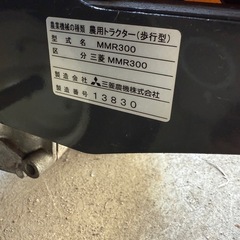 農業機械の種類 農用トラクター(歩行型)
型式名 MMR300
区分 三菱 MMR300
製造会社 三菱農機株式会社
製造番号 13830